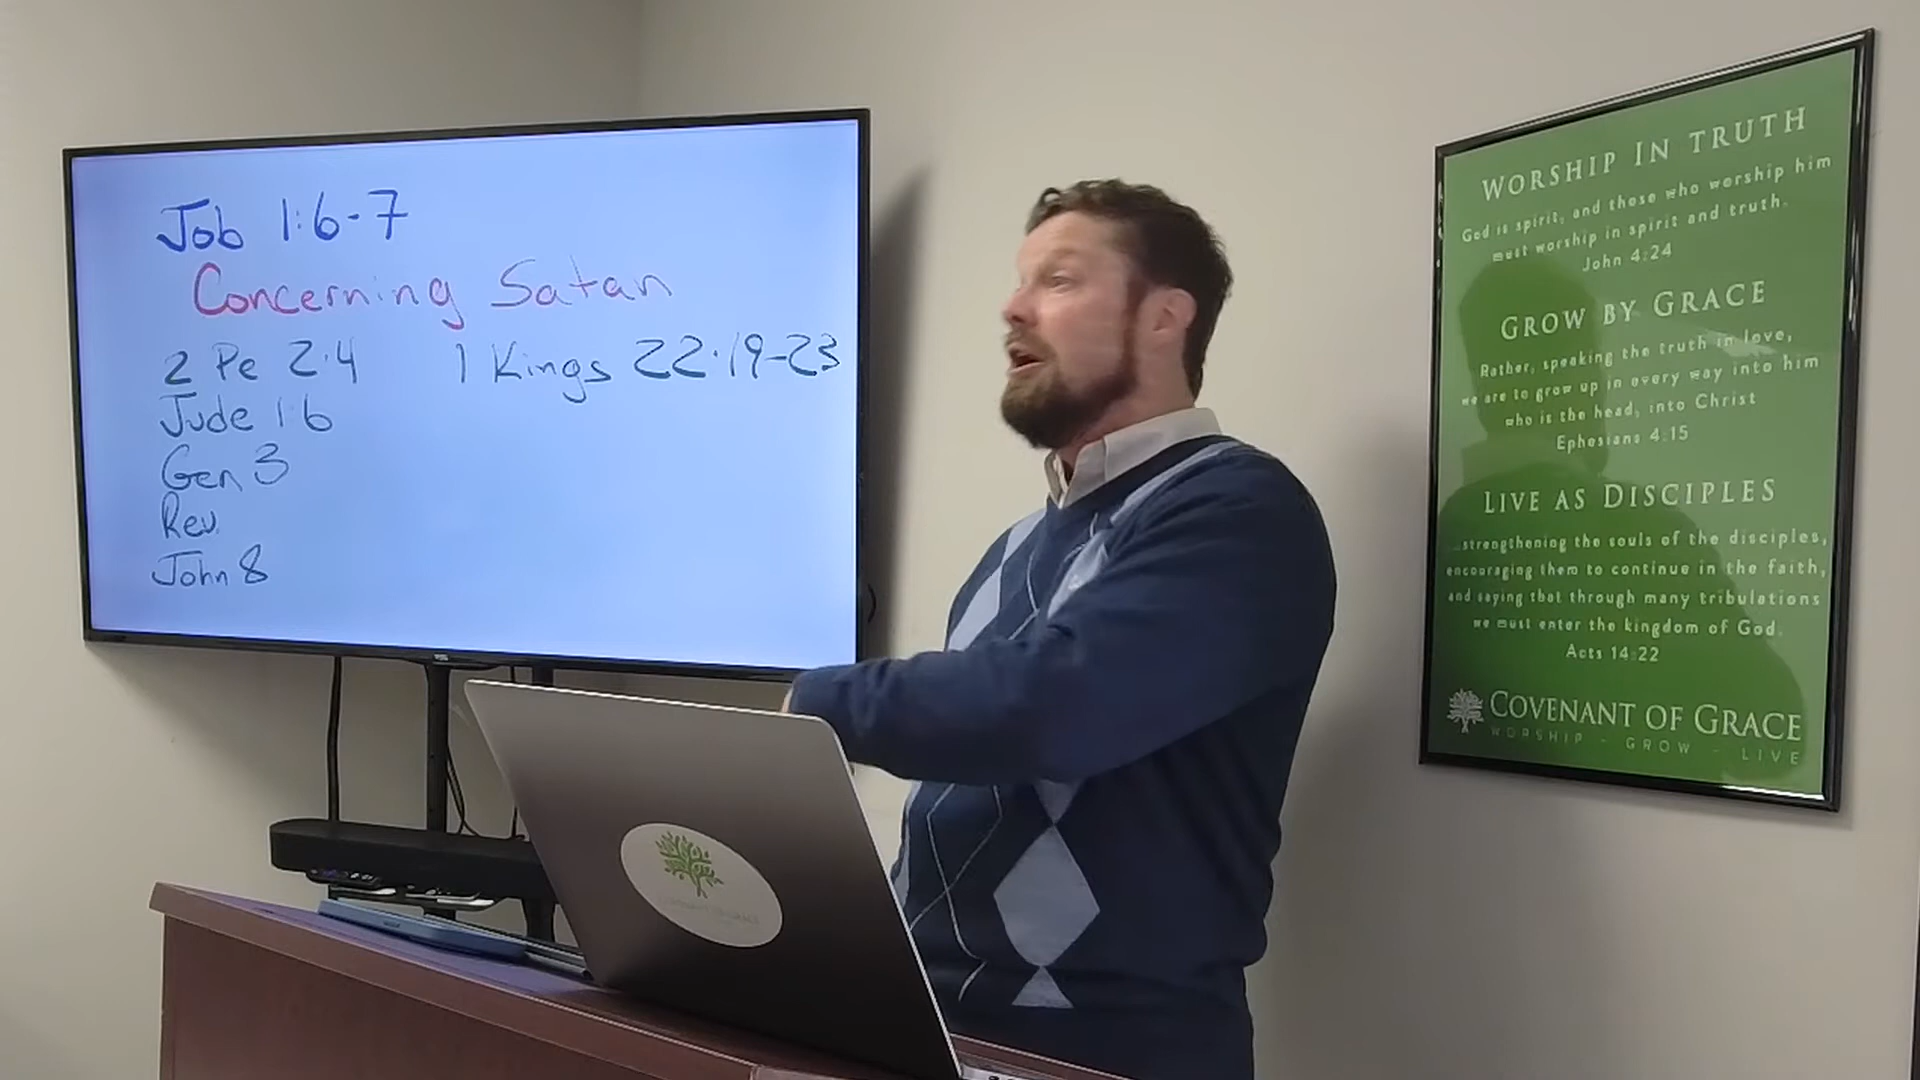 Job 1:6-7
Concerning Satan
2 Pe 2:4
1 Kings 22:19-23
Jude 1:6
Gen 3
Rev.
John 8
WORSHIP IN TRUTH
God is spirit, and those who worship him
must worship in spirit and truth.
John 4:24
GROW BY GRACE
Rather, speaking the truth in love,
we are to grow up in every way into him
who is the head, into Christ
Ephesians 4:15
LIVE AS DISCIPLES
...strengthening the souls of the disciples,
encouraging them to continue in the faith,
and saying that through many tribulations
we must enter the kingdom of God.
Acts 14:22
COVENANT OF GRACE
WORSHIP - GROW - LIVE
COVENANT OF GRACE